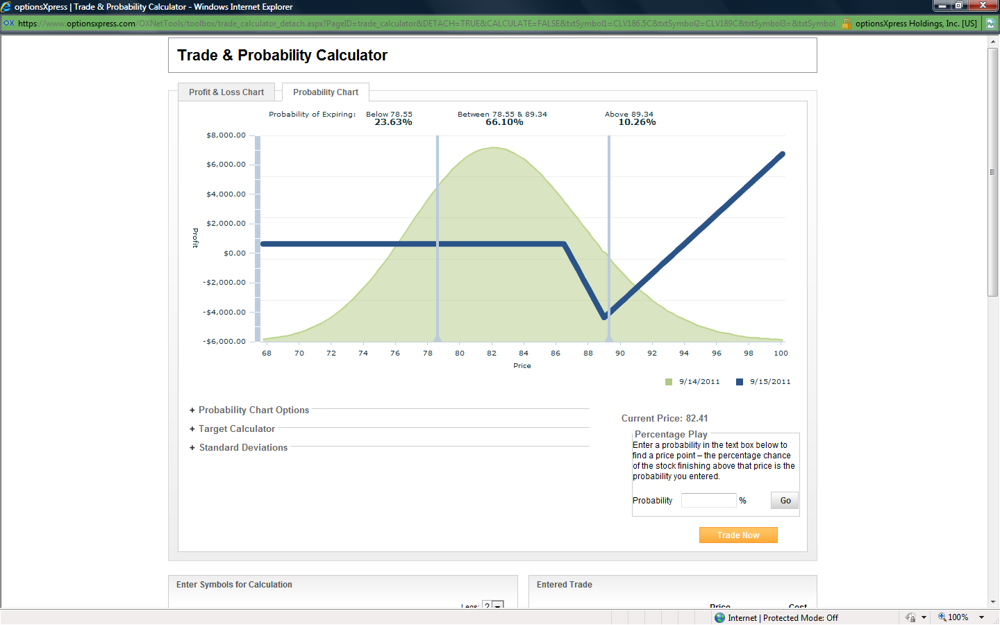 optionsXpress | Trade & Probability Calculator - Windows Internet Explorer
OX https://www.optionsxpress.com/OXNetTools/toolbox/trade_calculator_detach.aspx?PageID=trade_calculator&DETACH=TRUE&CALCULATE=FALSE&txtSymbol1=CLV186.5C&txtSymbol2=CLV189C&txtSymbol3=&txtSymbol optionsXpress Holdings, Inc. [US]
Trade & Probability Calculator
Profit & Loss Chart Probability Chart
Probability of Expiring: Below 78.55 Between 78.55 & 89.34 Above 89.34
23.63% 66.10% 10.26%
$8,000.00
$6,000.00
$4,000.00
$2,000.00
$0.00
-$2,000.00
-$4,000.00
-$6,000.00
Profit
68 70 72 74 76 78 80 82 84 86 88 90 92 94 96 98 100
Price
9/14/2011 9/15/2011
+ Probability Chart Options
+ Target Calculator
+ Standard Deviations
Current Price: 82.41
Percentage Play
Enter a probability in the text box below to
find a price point – the percentage chance
of the stock finishing above that price is the
probability you entered.
Probability % Go
Trade Now
Enter Symbols for Calculation Entered Trade
Legs: 2 Price Cost
Internet | Protected Mode: Off 100%